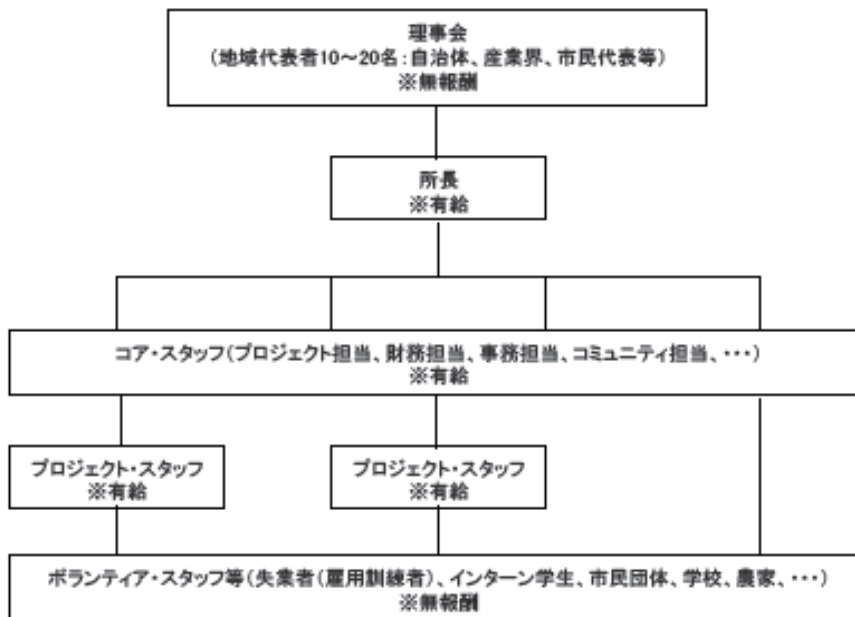 理事会
(地域代表者10～20名：自治体、産業界、市民代表等)
※無報酬
所長
※有給
コア・スタッフ(プロジェクト担当、財務担当、事務担当、コミュニティ担当、・・・)
※有給
プロジェクト・スタッフ
※有給
プロジェクト・スタッフ
※有給
ボランティア・スタッフ等(失業者(雇用訓練者)、インターン学生、市民団体、学校、農家、・・・)
※無報酬